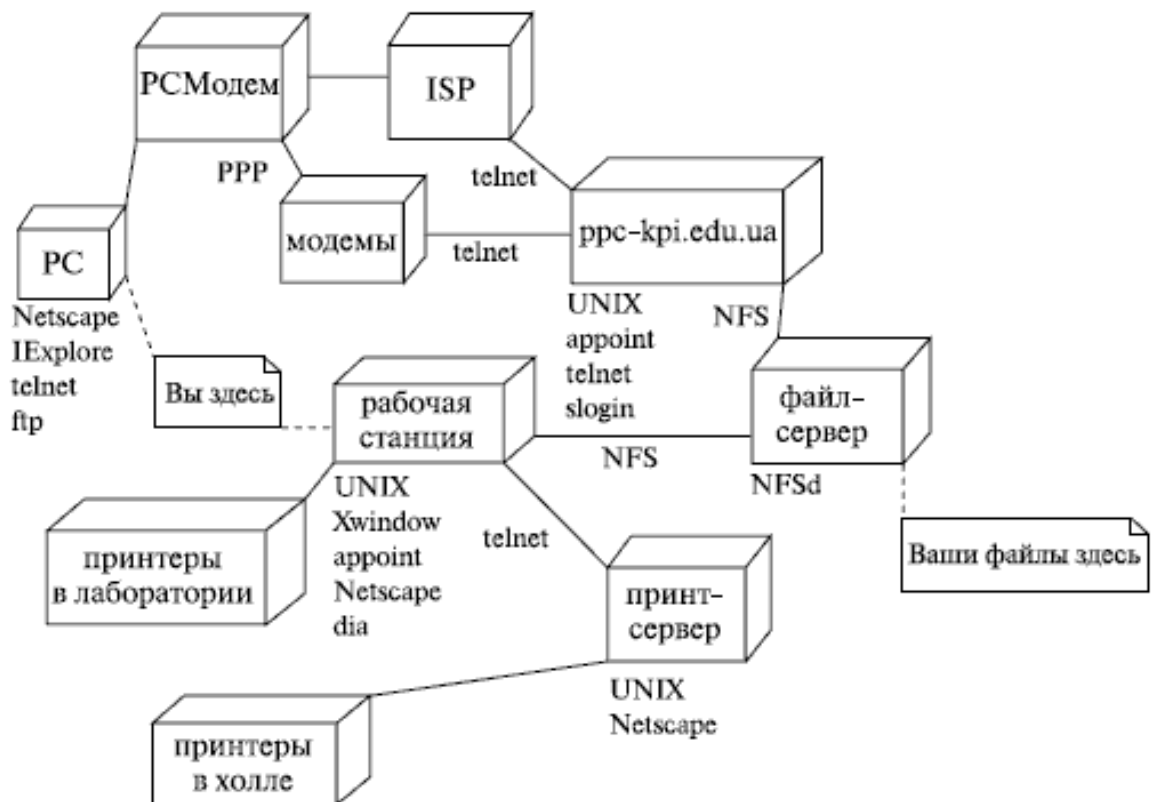 PCМодем
ISP
PPP
telnet
модемы
telnet
ppc-kpi.edu.ua
PC
Netscape
IExplore
telnet
ftp
Вы здесь
UNIX
appoint
telnet
slogin
NFS
рабочая
станция
файл-
сервер
NFS
NFSd
UNIX
Xwindow
appoint
Netscape
dia
telnet
принтеры
в лаборатории
Ваши файлы здесь
принт-
сервер
UNIX
Netscape
принтеры
в холле